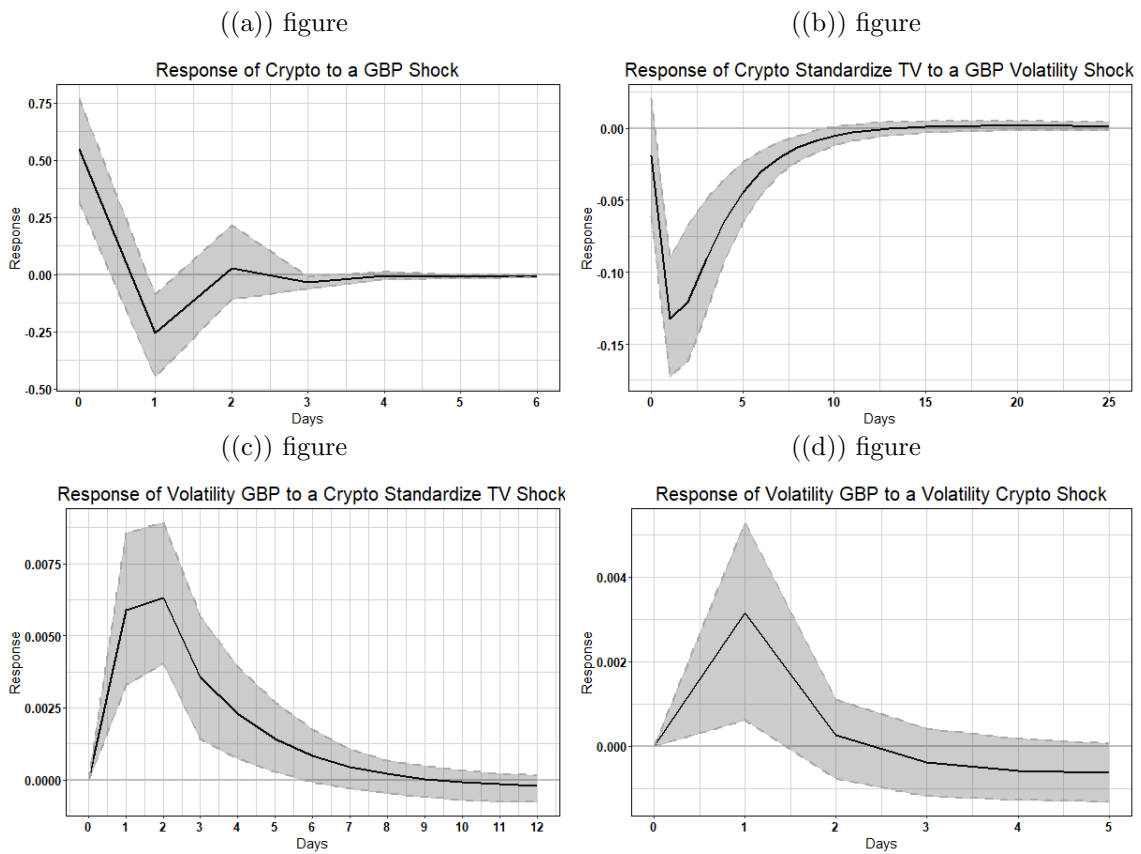 ((a)) figure
((b)) figure
Response of Crypto to a GBP Shock
0.75
0.50
0.25
0.00
-0.25
-0.50
Response
0 1 2 3 4 5 6
Days
Response of Crypto Standardize TV to a GBP Volatility Shock
0.00
-0.05
-0.10
-0.15
Response
0 5 10 15 20 25
Days
((c)) figure
((d)) figure
Response of Volatility GBP to a Crypto Standardize TV Shock
0.0075
0.0050
0.0025
0.0000
Response
0 1 2 3 4 5 6 7 8 9 10 11 12
Days
Response of Volatility GBP to a Volatility Crypto Shock
0.004
0.002
0.000
Response
0 1 2 3 4 5
Days